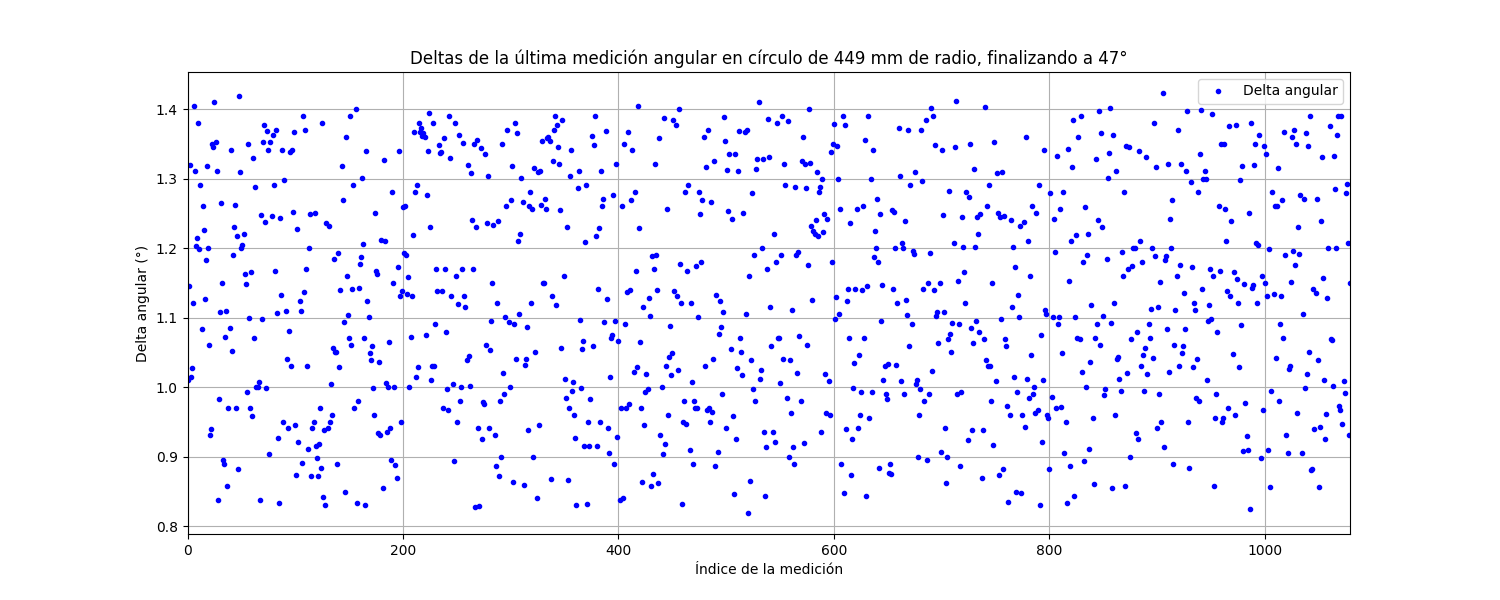 Deltas de la última medición angular en círculo de 449 mm de radio, finalizando a 47°
Delta angular
1.4
1.3
1.2
1.1
1.0
0.9
0.8
Delta angular (°)
0 200 400 600 800 1000
Índice de la medición